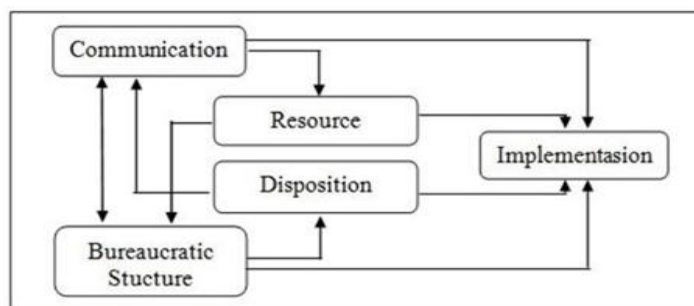 Communication
Resource
Implementasion
Disposition
Bureaucratic
Stucture